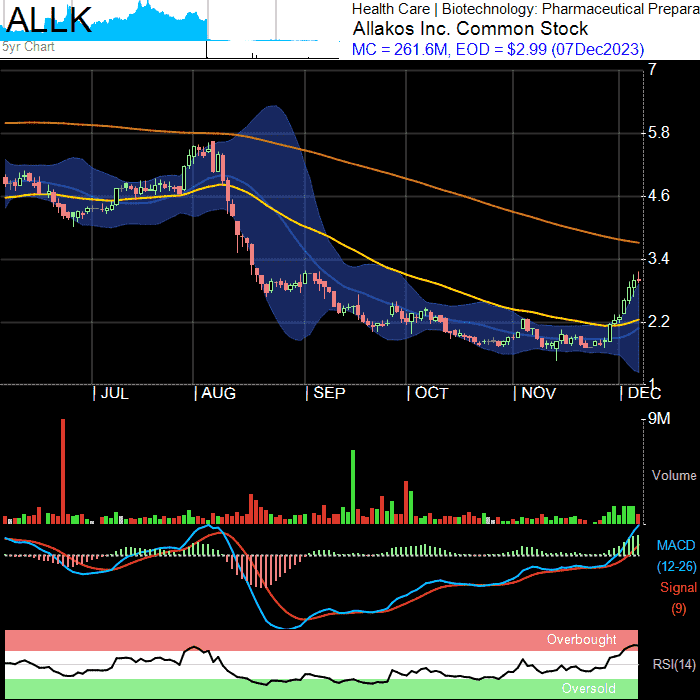 ALLK
5yr Chart
Health Care | Biotechnology: Pharmaceutical Prepara
Allakos Inc. Common Stock
MC = 261.6M, EOD = $2.99 (07Dec2023)
7
5.8
4.6
3.4
2.2
1
JUL AUG SEP OCT NOV DEC
9M
Volume
MACD
(12-26)
Signal
(9)
Overbought
RSI(14)
Oversold